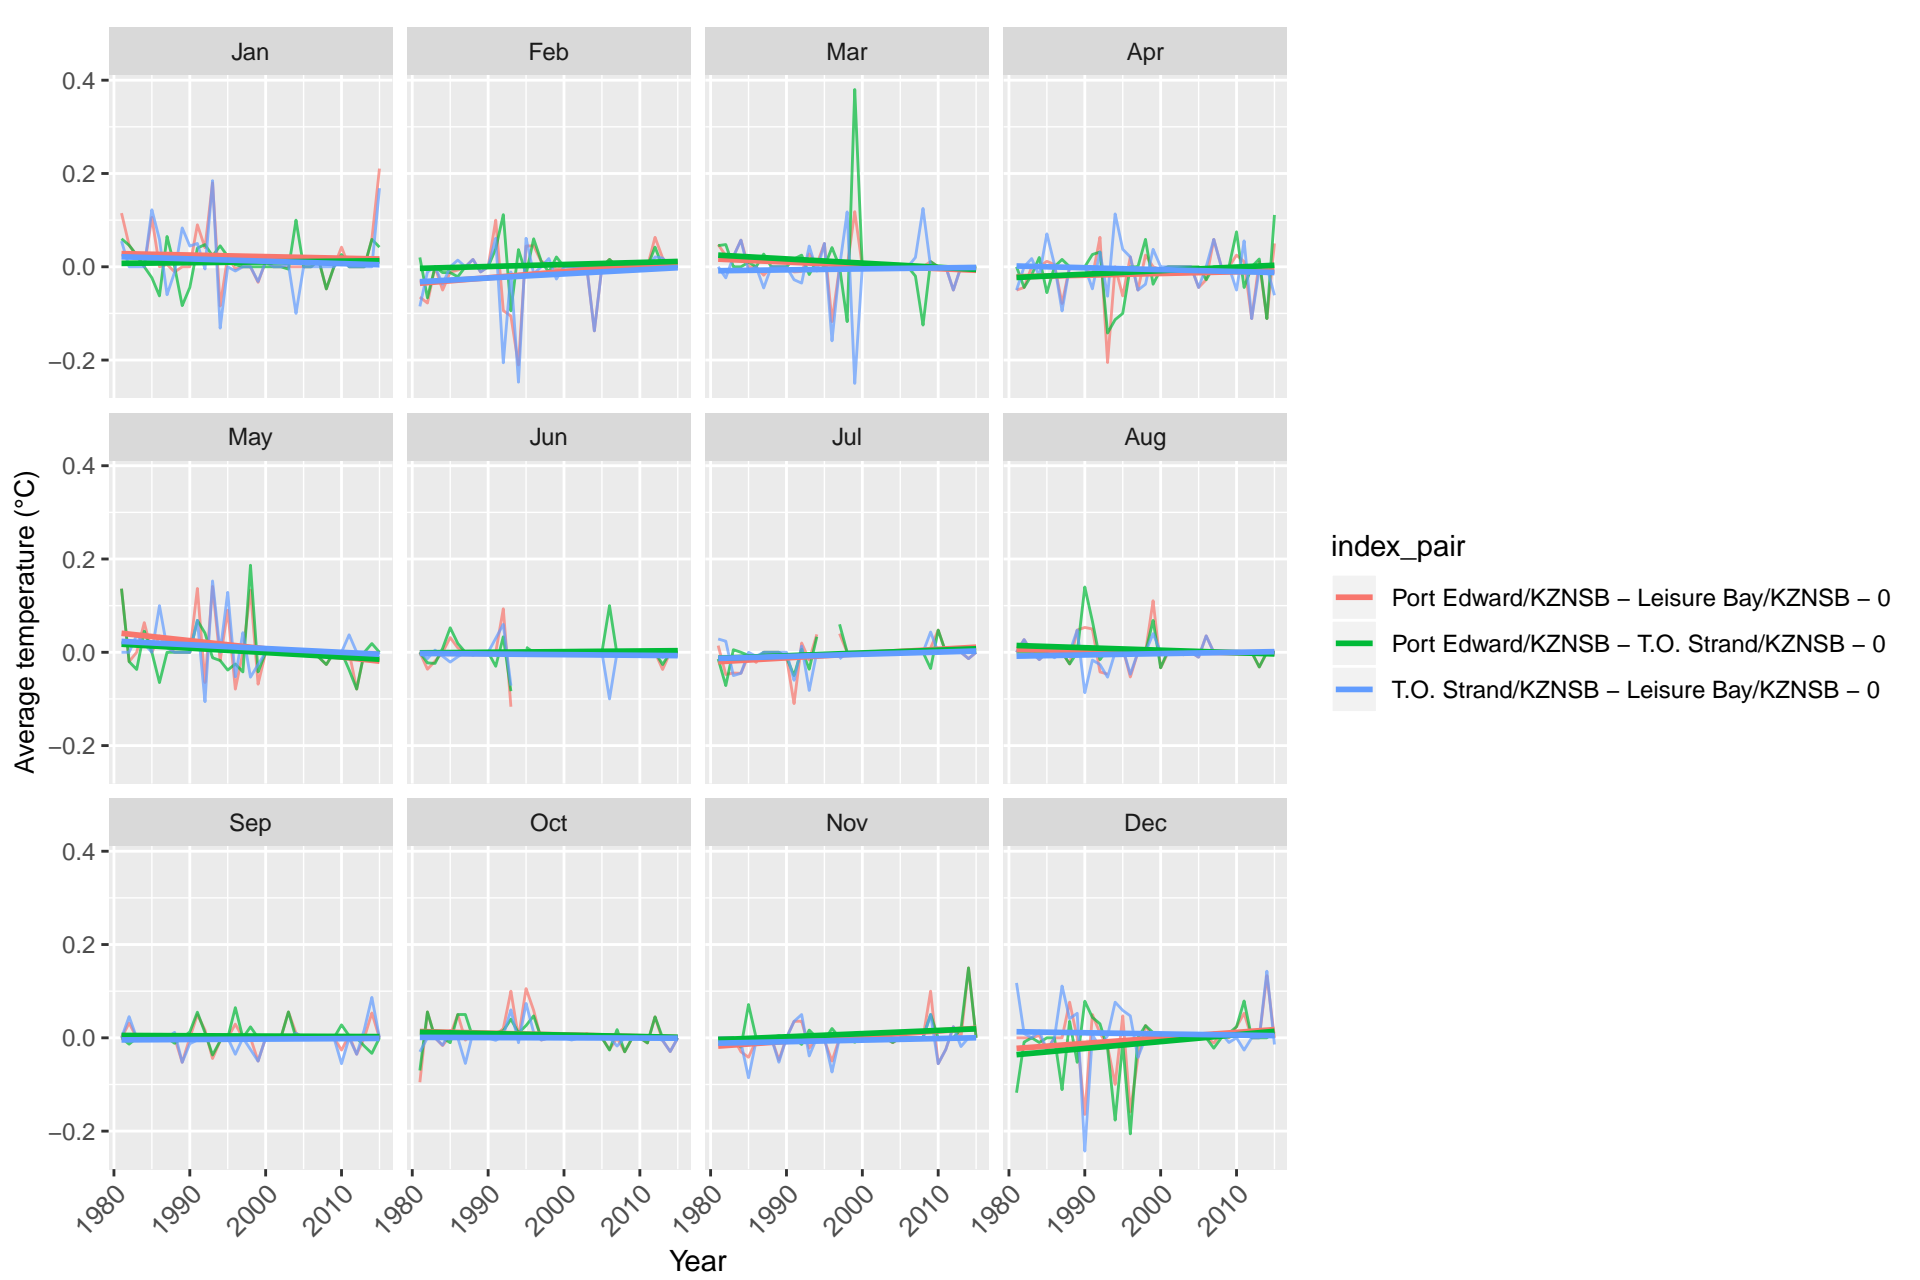 Jan Feb Mar Apr
0.4
0.2
0.0
−0.2
May Jun Jul Aug
0.4
0.2
0.0
−0.2
Sep Oct Nov Dec
0.4
0.2
0.0
−0.2
1980 1990 2000 2010 1980 1990 2000 2010 1980 1990 2000 2010 1980 1990 2000 2010
Year
Average temperature (°C)
index_pair
Port Edward/KZNSB − Leisure Bay/KZNSB − 0
Port Edward/KZNSB − T.O. Strand/KZNSB − 0
T.O. Strand/KZNSB − Leisure Bay/KZNSB − 0